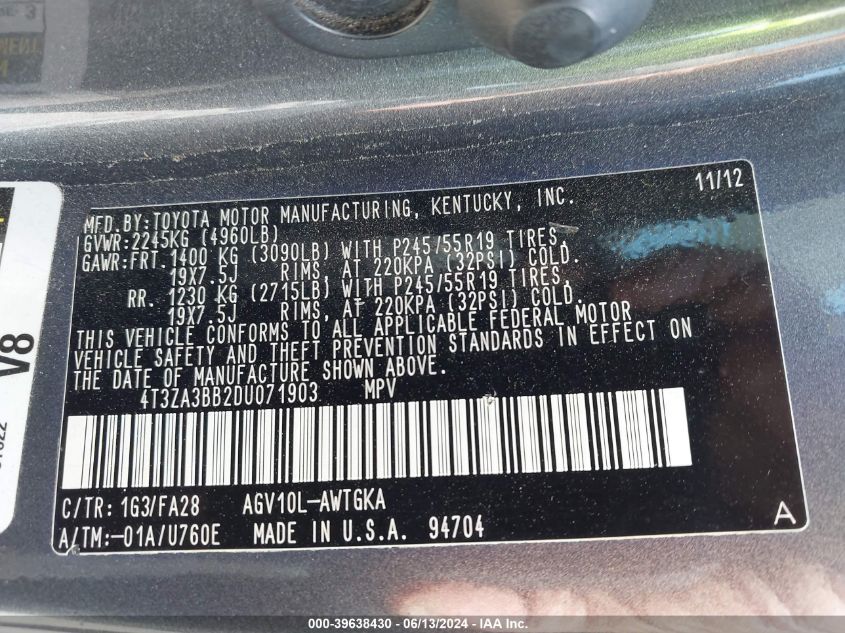 3
V8
11/12
MFD.BY:TOYOTA MOTOR MANUFACTURING, KENTUCKY, INC.
GVWR:2245KG (4960LB)
GAWR:FRT.1400 KG (3090LB) WITH P245/55R19 TIRES,
19X7.5J RIMS, AT 220KPA (32PSI) COLD.
RR. 1230 KG (2715LB) WITH P245/55R19 TIRES,
19X7.5J RIMS, AT 220KPA (32PSI) COLD.
THIS VEHICLE CONFORMS TO ALL APPLICABLE FEDERAL MOTOR
VEHICLE SAFETY AND THEFT PREVENTION STANDARDS IN EFFECT ON
THE DATE OF MANUFACTURE SHOWN ABOVE.
4T3ZA3BB2DU071903 MPV
C/TR: 1G3/FA28 AGV10L-AWTGKA
A/TM:-01A/U760E MADE IN U.S.A. 94704
A
000-39638430 - 06/13/2024 - IAA Inc.